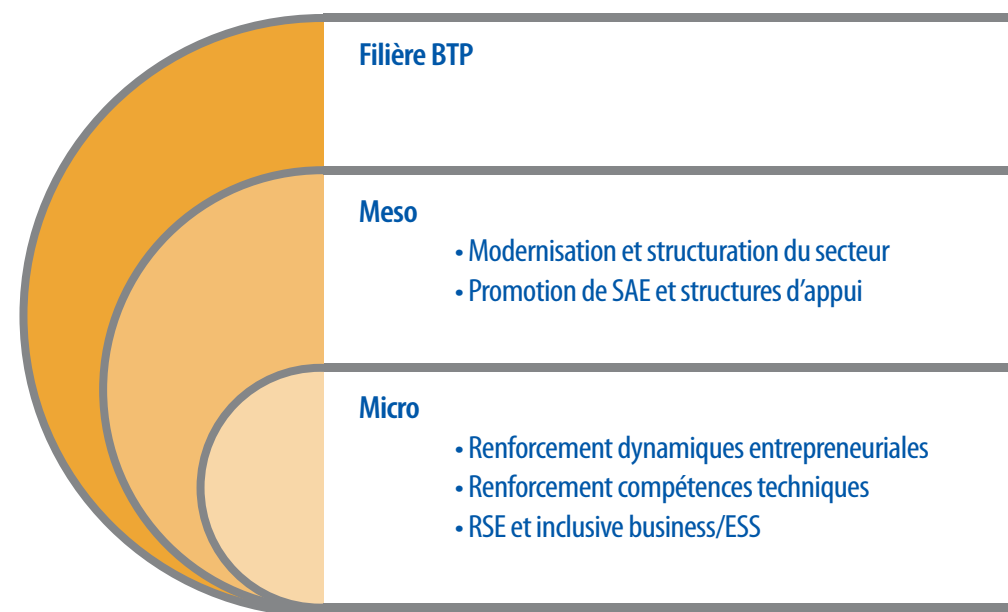 Filière BTP
Meso
• Modernisation et structuration du secteur
• Promotion de SAE et structures d’appui
Micro
• Renforcement dynamiques entrepreneuriales
• Renforcement compétences techniques
• RSE et inclusive business/ESS